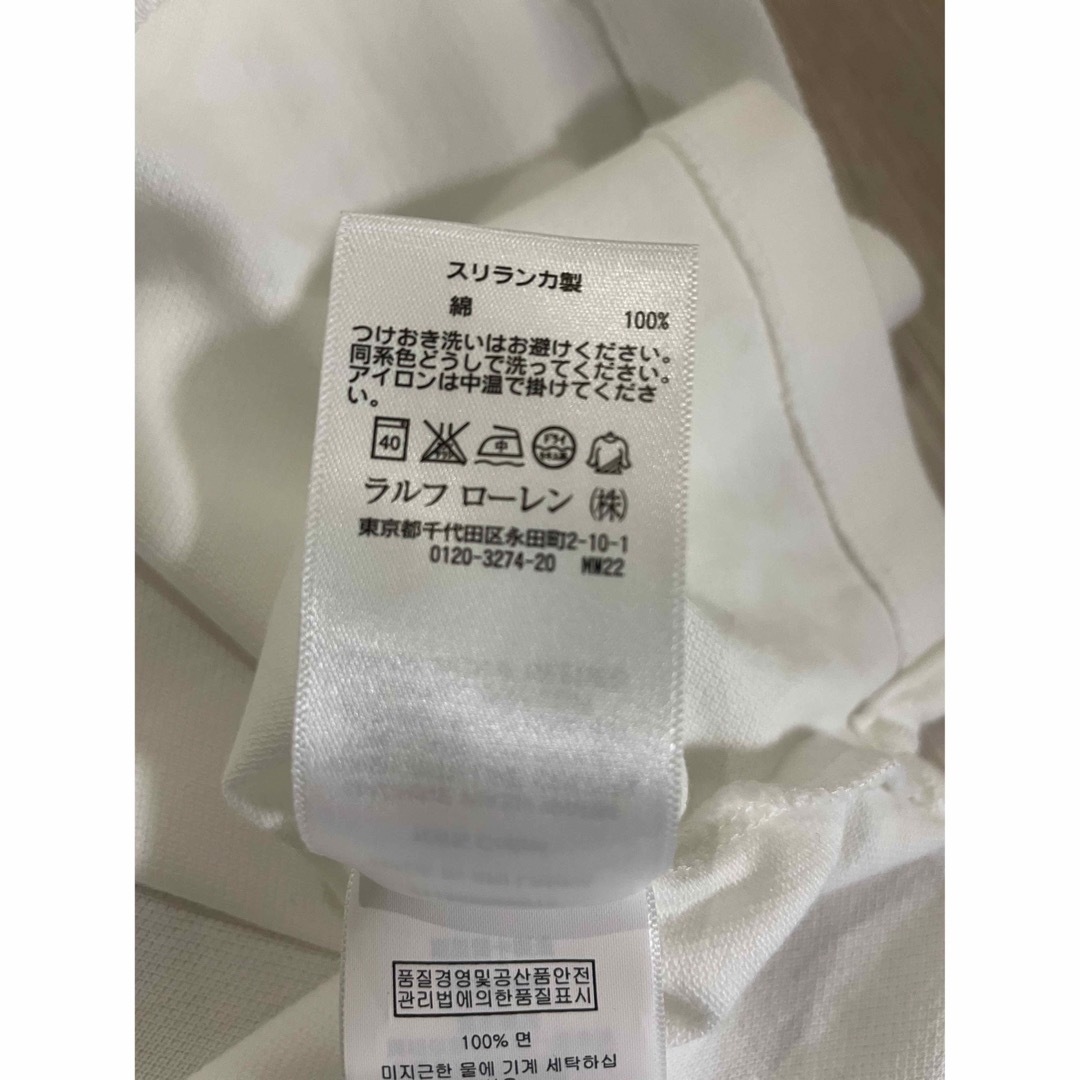 スリランカ製
綿 100%
つけおき洗いはお避けください。
同系色どうしで洗ってください。
アイロンは中温で掛けてくださ
い。
40 中 ドライ
ラルフ ローレン ㈱
東京都千代田区永田町2-10-1
0120-3274-20 MM22
품질경영및공산품안전
관리법에의한품질표시
100% 면
미지근한 물에 기계 세탁하십